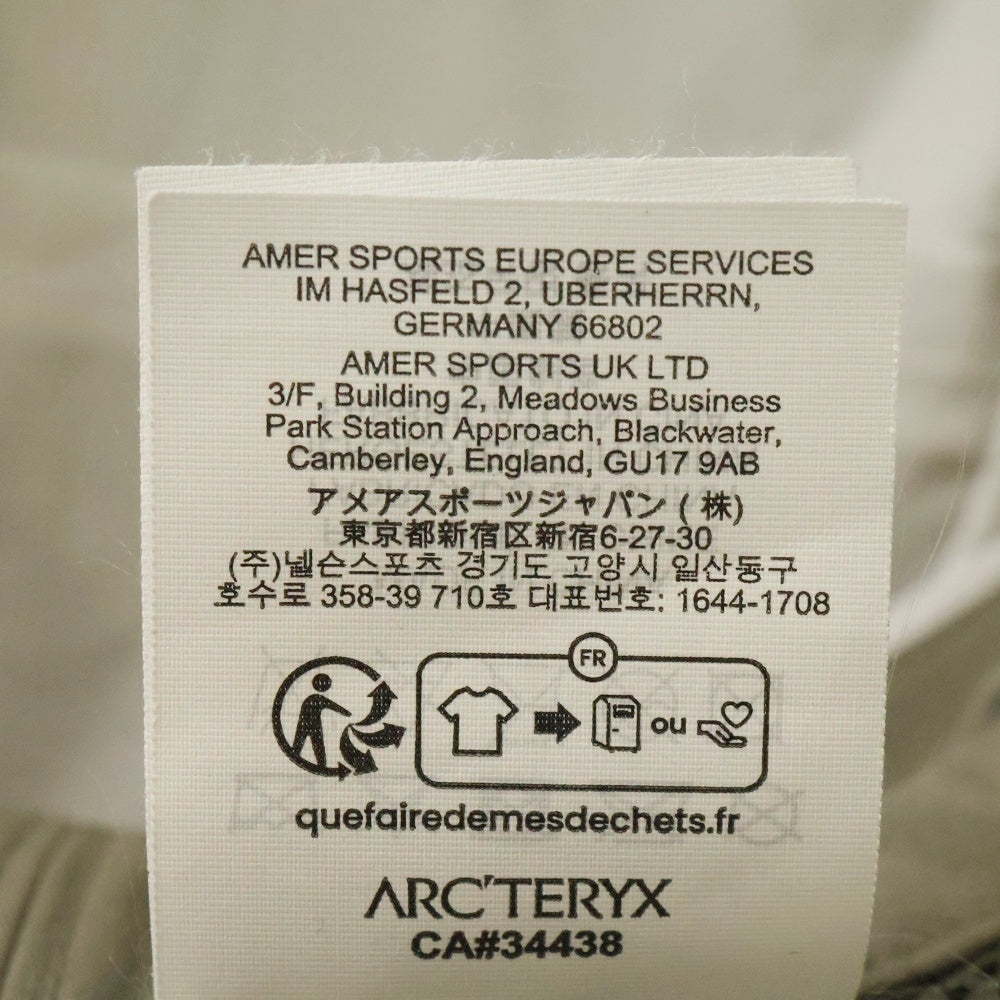 AMER SPORTS EUROPE SERVICES
IM HASFELD 2, UBERHERRN,
GERMANY 66802
AMER SPORTS UK LTD
3/F, Building 2, Meadows Business
Park Station Approach, Blackwater,
Camberley, England, GU17 9AB
アメアスポーツジャパン (株)
東京都新宿区新宿6-27-30
(주)넬슨스포츠 경기도 고양시 일산동구
호수로 358-39 710호 대표번호: 1644-1708
FR
ou
quefairedemesdechets.fr
ARC'TERYX
CA#34438